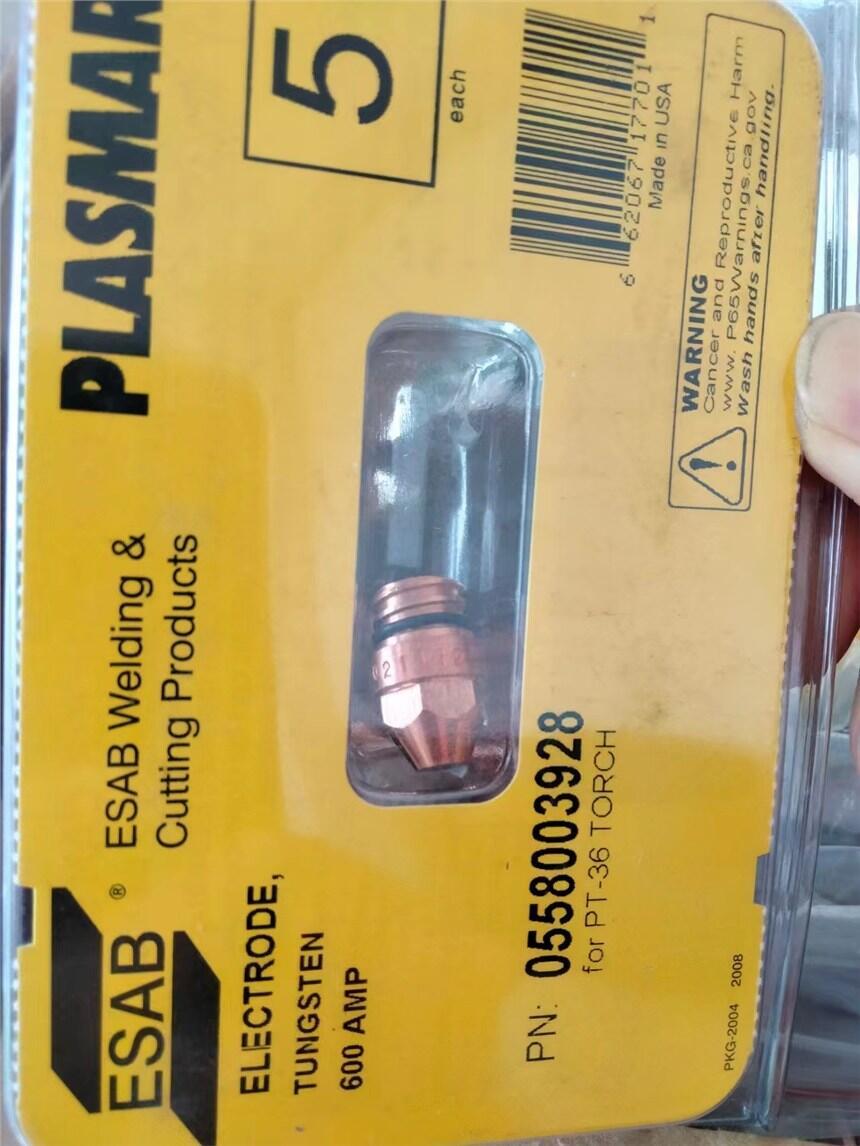 ESAB ®
ESAB Welding &
Cutting Products
PLASMAR
ELECTRODE,
TUNGSTEN
600 AMP
5
each
PN: 0558003928
for PT-36 TORCH
6 62067 17701 1
Made in USA
WARNING
Cancer and Reproductive Harm
www. P65Warnings.ca.gov
Wash hands after handling.
PKG-2004 2008